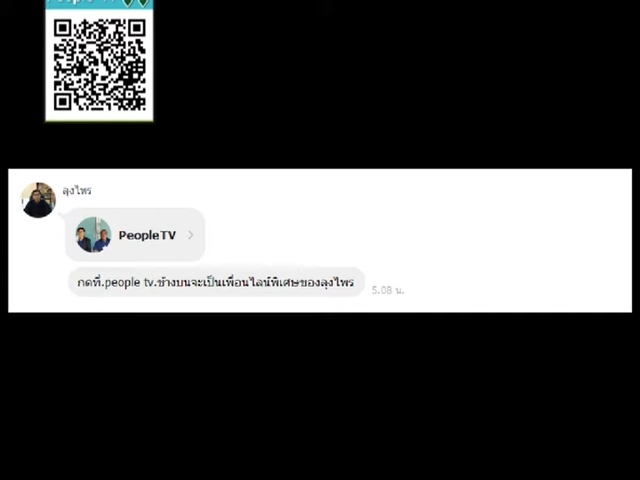 People TV
ลุงไพร
PeopleTV
กดที่.people tv.ข้างบนจะเป็นเพื่อนไลน์พิเศษของลุงไพร
5.08 น.